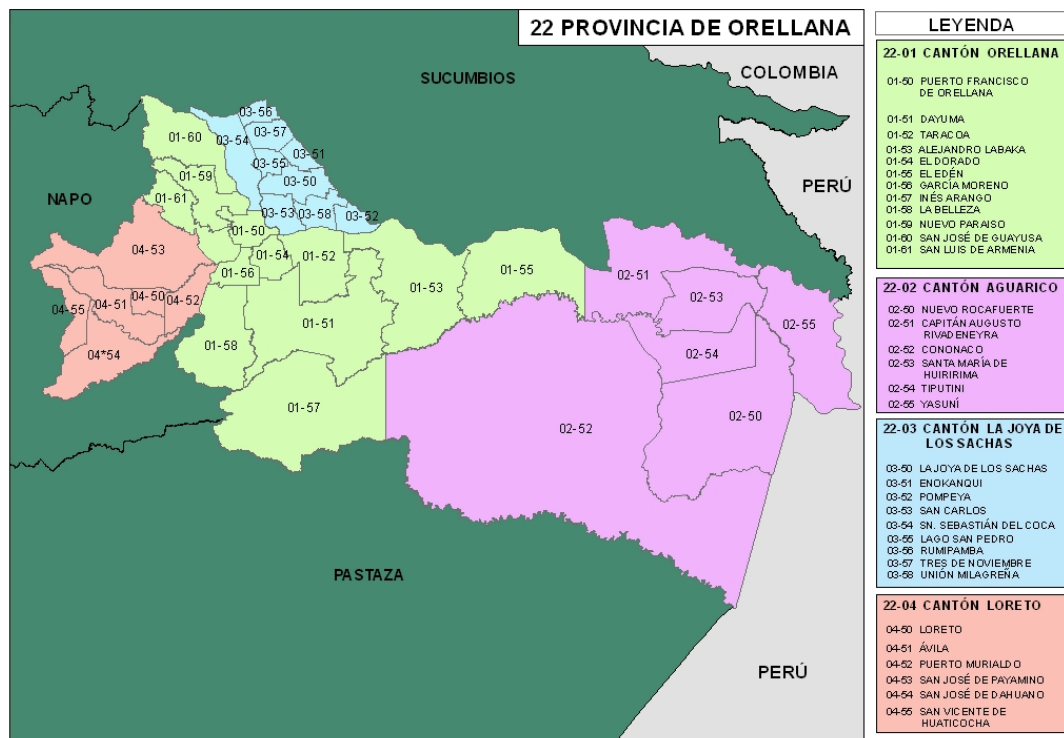 22 PROVINCIA DE ORELLANA
SUCUMBIOS
COLOMBIA
PERÚ
NAPO
PASTAZA
PERÚ
03-56
03-57
03-54
03-51
03-55
03-50
03-53
03-58
03-52
01-60
01-59
01-61
01-50
01-54
01-52
01-56
01-53
01-55
01-51
01-58
01-57
04-53
04-50
04-51
04-52
04-55
04*54
02-51
02-53
02-55
02-54
02-50
02-52
LEYENDA
22-01 CANTÓN ORELLANA
01-50 PUERTO FRANCISCO
DE ORELLANA
01-51 DAYUMA
01-52 TARACOA
01-53 ALEJANDRO LABAKA
01-54 EL DORADO
01-55 EL EDÉN
01-56 GARCÍA MORENO
01-57 INÉS ARANGO
01-58 LA BELLEZA
01-59 NUEVO PARAISO
01-60 SAN JOSÉ DE GUAYUSA
01-61 SAN LUIS DE ARMENIA
22-02 CANTÓN AGUARICO
02-50 NUEVO ROCAFUERTE
02-51 CAPITÁN AUGUSTO
RIVADENEYRA
02-52 CONONACO
02-53 SANTA MARÍA DE
HUIRIRIMA
02-54 TIPUTINI
02-55 YASUNÍ
22-03 CANTÓN LA JOYA DE
LOS SACHAS
03-50 LA JOYA DE LOS SACHAS
03-51 ENOKANQUI
03-52 POMPEYA
03-53 SAN CARLOS
03-54 SN. SEBASTIÁN DEL COCA
03-55 LAGO SAN PEDRO
03-56 RUMIPAMBA
03-57 TRES DE NOVIEMBRE
03-58 UNIÓN MILAGREÑA
22-04 CANTÓN LORETO
04-50 LORETO
04-51 ÁVILA
04-52 PUERTO MURIALDO
04-53 SAN JOSÉ DE PAYAMINO
04-54 SAN JOSÉ DE DAHUANO
04-55 SAN VICENTE DE
HUATICOCHA